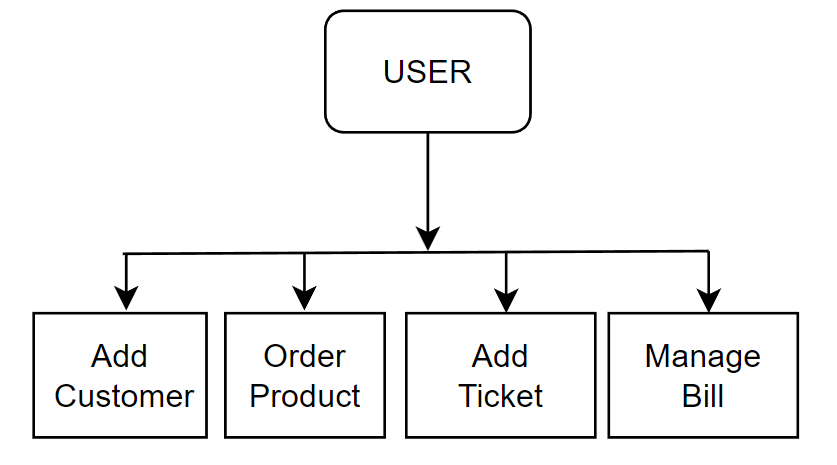 USER
Add
Customer
Order
Product
Add
Ticket
Manage
Bill